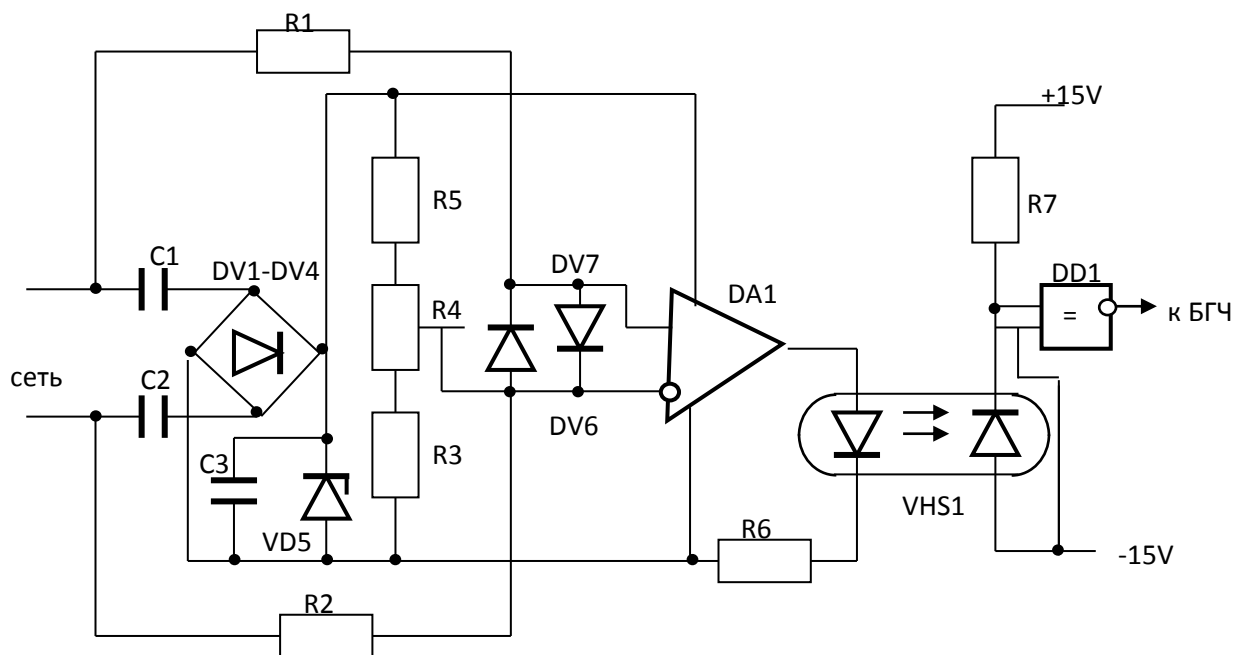 R1
+15V
R5
R7
C1
DV1-DV4
DV7
DD1
R4
DA1
=
к БГЧ
сеть
C2
DV6
R3
C3
VHS1
VD5
R6
-15V
R2